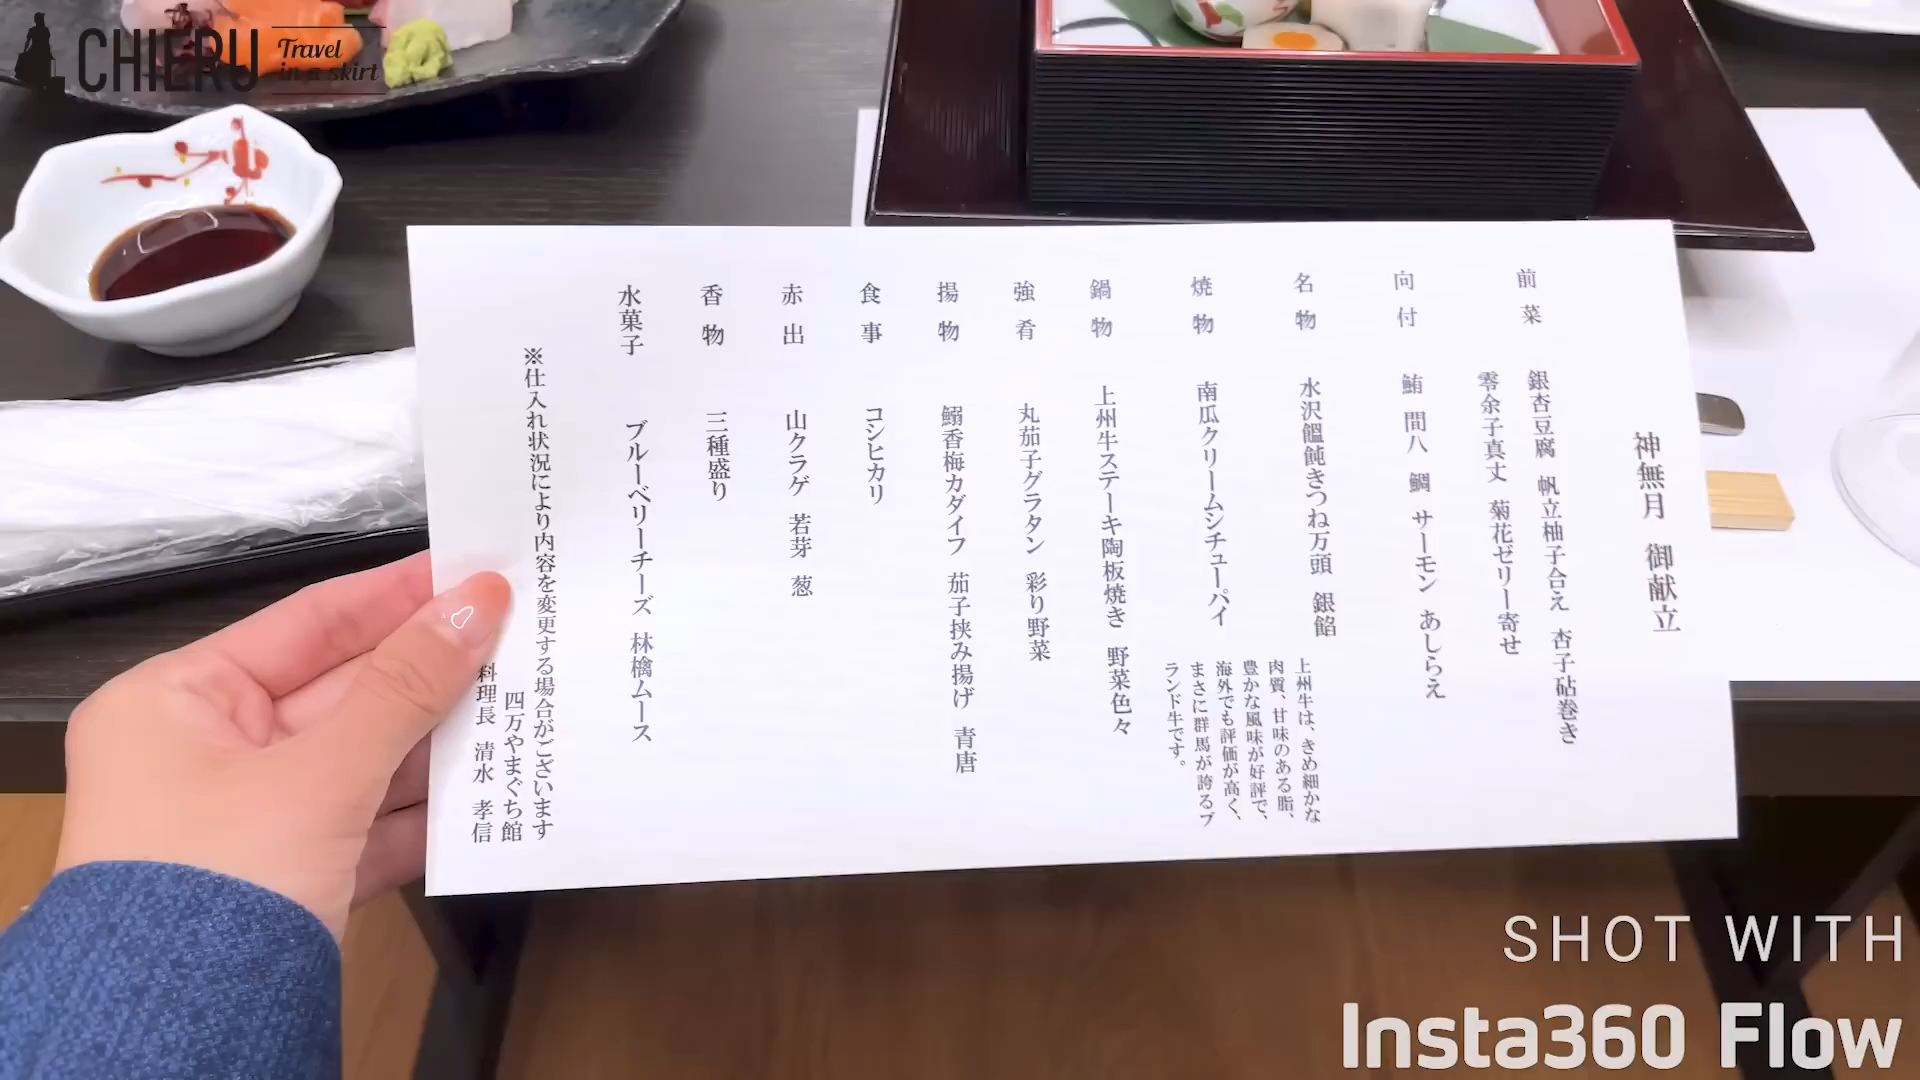 CHIERU
Travel
in a skirt
神無月 御献立
前菜 銀杏豆腐 帆立柚子合え 杏子砧巻き
零余子真丈 菊花ゼリー寄せ
向付 鮪 間八 鯛 サーモン あしらえ
名物 水沢饂飩きつね万頭 銀餡
焼物 南瓜クリームシチューパイ
上州牛は、きめ細かな
肉質、甘味のある脂、
豊かな風味が好評で、
海外でも評価が高く、
まさに群馬が誇るブ
ランド牛です。
鍋物 上州牛ステーキ陶板焼き 野菜色々
強肴 丸茄子グラタン 彩り野菜
揚物 鰯香梅カダイフ 茄子挟み揚げ 青唐
食事 コシヒカリ
赤出 山クラゲ 若芽 葱
香物 三種盛り
水菓子 ブルーベリーチーズ 林檎ムース
※仕入れ状況により内容を変更する場合がございます
四万やまぐち館
料理長 清水 孝信
SHOT WITH
Insta360 Flow